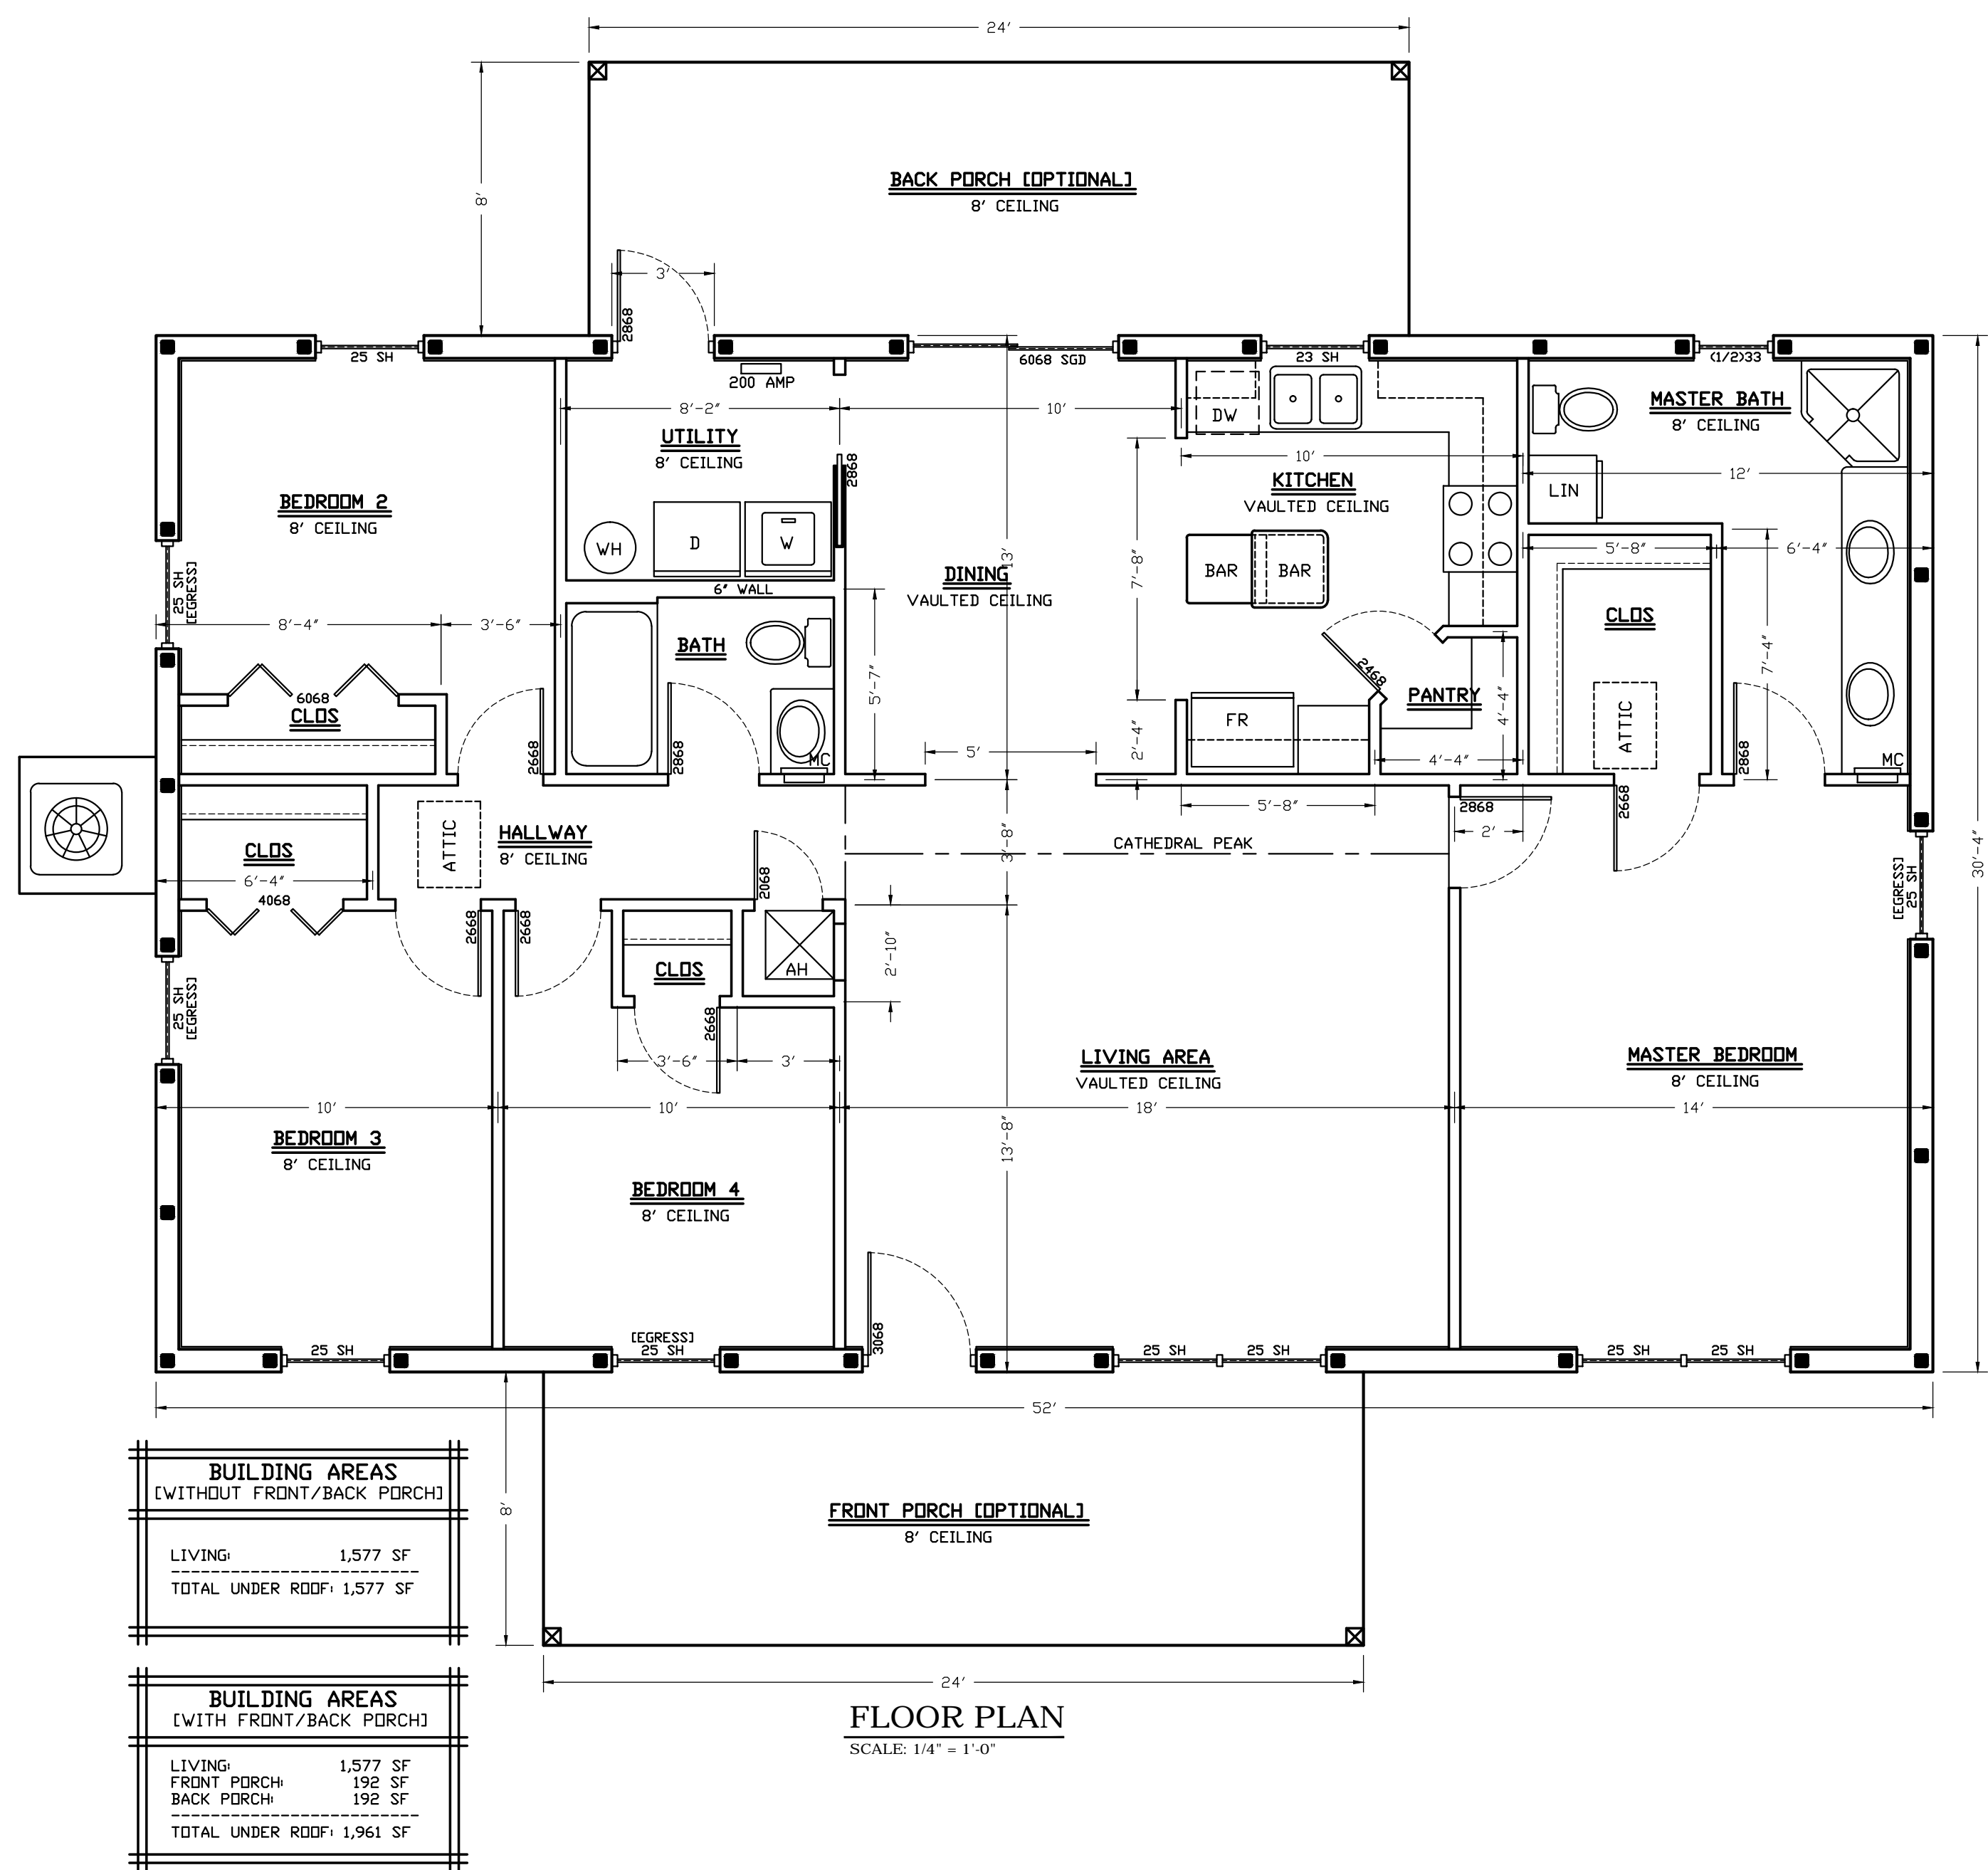 24'
8'
BACK PORCH [OPTIONAL]
8' CEILING
3'
2868
25 SH
200 AMP
6068 SGD
23 SH
(1/2)33
8'-2"
10'
UTILITY
8' CEILING
2868
DW
10'
KITCHEN
VAULTED CEILING
MASTER BATH
8' CEILING
12'
LIN
BEDROOM 2
8' CEILING
WH
D
W
6" WALL
13'
DINING
VAULTED CEILING
7'-8"
BAR
BAR
5'-8"
6'-4"
25 SH
[EGRESS]
8'-4"
3'-6"
BATH
5'-7"
CLOS
7'-4"
2468
PANTRY
4'-4"
6068
CLOS
2668
2868
MC
FR
2'-4"
5'
4'-4"
ATTIC
2868
MC
5'-8"
2868
2'
2668
30'-4"
CLOS
6'-4"
4068
ATTIC
HALLWAY
8' CEILING
2068
3'-8"
CATHEDRAL PEAK
[EGRESS]
25 SH
2668
2668
CLOS
AH
2'-10"
25 SH
[EGRESS]
2668
3'-6"
3'
LIVING AREA
VAULTED CEILING
MASTER BEDROOM
8' CEILING
10'
10'
18'
14'
13'-8"
BEDROOM 3
8' CEILING
BEDROOM 4
8' CEILING
3068
25 SH
[EGRESS]
25 SH
25 SH
25 SH
25 SH
25 SH
52'
8'
FRONT PORCH [OPTIONAL]
8' CEILING
24'
FLOOR PLAN
SCALE: 1/4" = 1'-0"
BUILDING AREAS
[WITHOUT FRONT/BACK PORCH]
LIVING: 1,577 SF
TOTAL UNDER ROOF: 1,577 SF
BUILDING AREAS
[WITH FRONT/BACK PORCH]
LIVING: 1,577 SF
FRONT PORCH: 192 SF
BACK PORCH: 192 SF
TOTAL UNDER ROOF: 1,961 SF